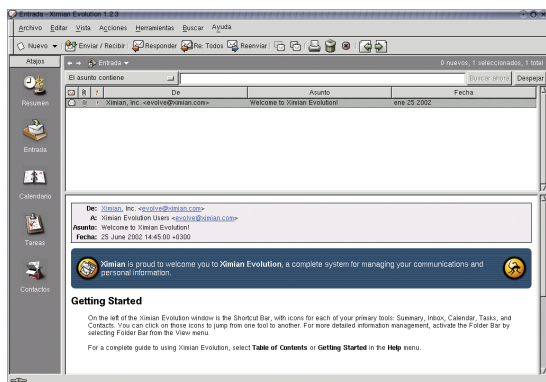 Entrada - Ximian Evolution 1.2.3
Archivo Editar Vista Acciones Herramientas Buscar Ayuda
Nuevo Enviar / Recibir Responder Re: Todos Reenviar
Atajos
Entrada
0 nuevos, 1 seleccionados, 1 total
El asunto contiene
Buscar ahora
Despejar
De Asunto Fecha
Ximian, Inc. <evolve@ximian.com> Welcome to Ximian Evolution! ene 25 2002
Resumen
Entrada
Calendario
Tareas
Contactos
De: Ximian, Inc. <evolve@ximian.com>
A: Ximian Evolution Users <evolve@ximian.com>
Asunto: Welcome to Ximian Evolution!
Fecha: 25 June 2002 14:45:00 +0300
Ximian is proud to welcome you to Ximian Evolution, a complete system for managing your communications and
personal information.
Getting Started
On the left of the Ximian Evolution window is the Shortcut Bar, with icons for each of your primary tools: Summary, Inbox, Calendar, Tasks, and
Contacts. You can click on those icons to jump from one tool to another. For more detailed information management, activate the Folder Bar by
selecting Folder Bar from the View menu.
For a complete guide to using Ximian Evolution, select Table of Contents or Getting Started in the Help menu.